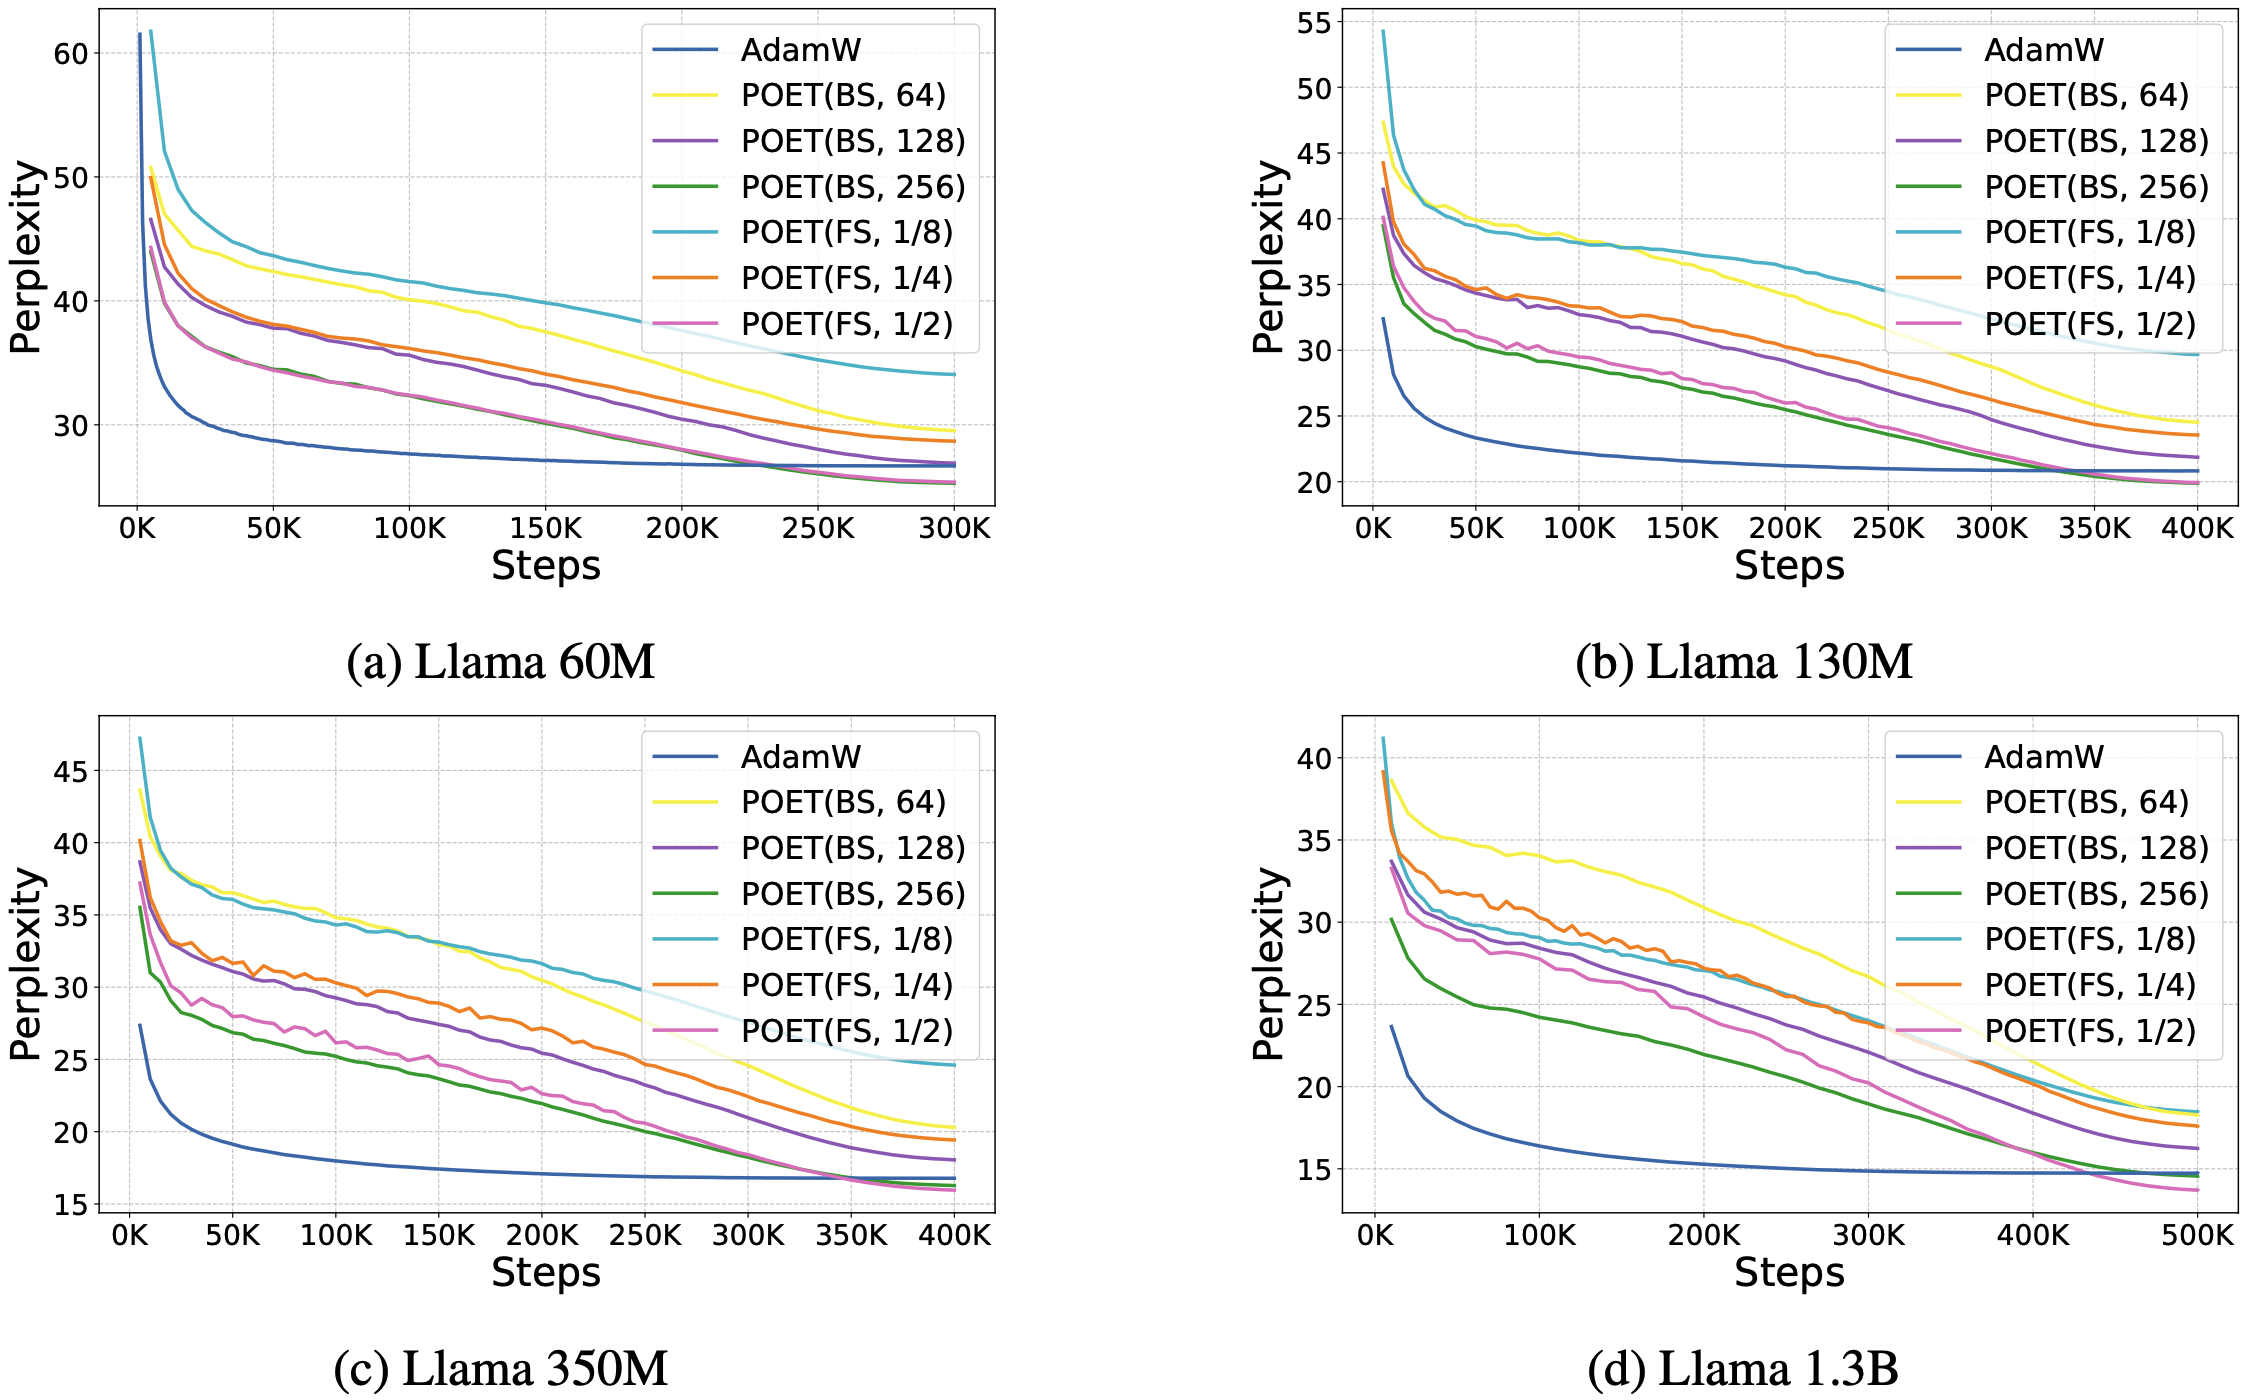 60
50
40
30
Perplexity
AdamW
POET(BS, 64)
POET(BS, 128)
POET(BS, 256)
POET(FS, 1/8)
POET(FS, 1/4)
POET(FS, 1/2)
0K 50K 100K 150K 200K 250K 300K
Steps
(a) Llama 60M
55
50
45
40
35
30
25
20
Perplexity
AdamW
POET(BS, 64)
POET(BS, 128)
POET(BS, 256)
POET(FS, 1/8)
POET(FS, 1/4)
POET(FS, 1/2)
0K 50K 100K 150K 200K 250K 300K 350K 400K
Steps
(b) Llama 130M
45
40
35
30
25
20
15
Perplexity
AdamW
POET(BS, 64)
POET(BS, 128)
POET(BS, 256)
POET(FS, 1/8)
POET(FS, 1/4)
POET(FS, 1/2)
0K 50K 100K 150K 200K 250K 300K 350K 400K
Steps
(c) Llama 350M
40
35
30
25
20
15
Perplexity
AdamW
POET(BS, 64)
POET(BS, 128)
POET(BS, 256)
POET(FS, 1/8)
POET(FS, 1/4)
POET(FS, 1/2)
0K 100K 200K 300K 400K 500K
Steps
(d) Llama 1.3B